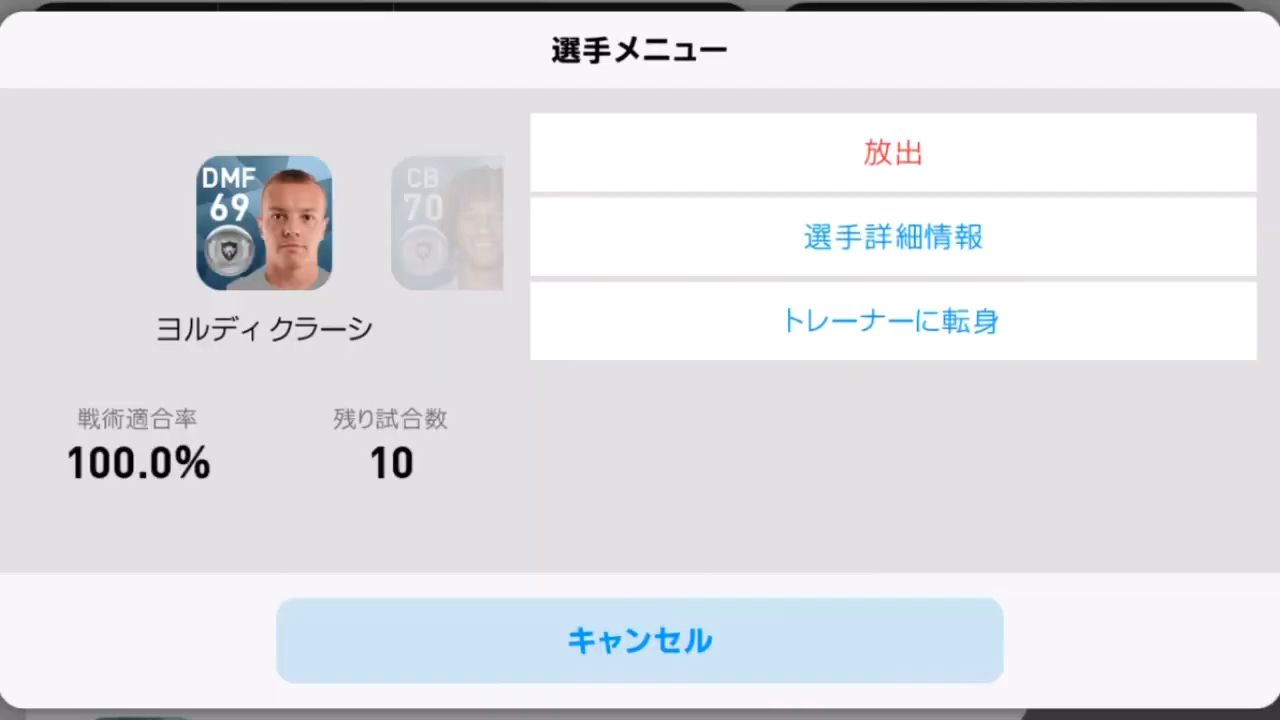 選手メニュー
DMF
69
CB
70
ヨルディ クラーシ
戦術適合率
残り試合数
100.0%
10
放出
選手詳細情報
トレーナーに転身
キャンセル